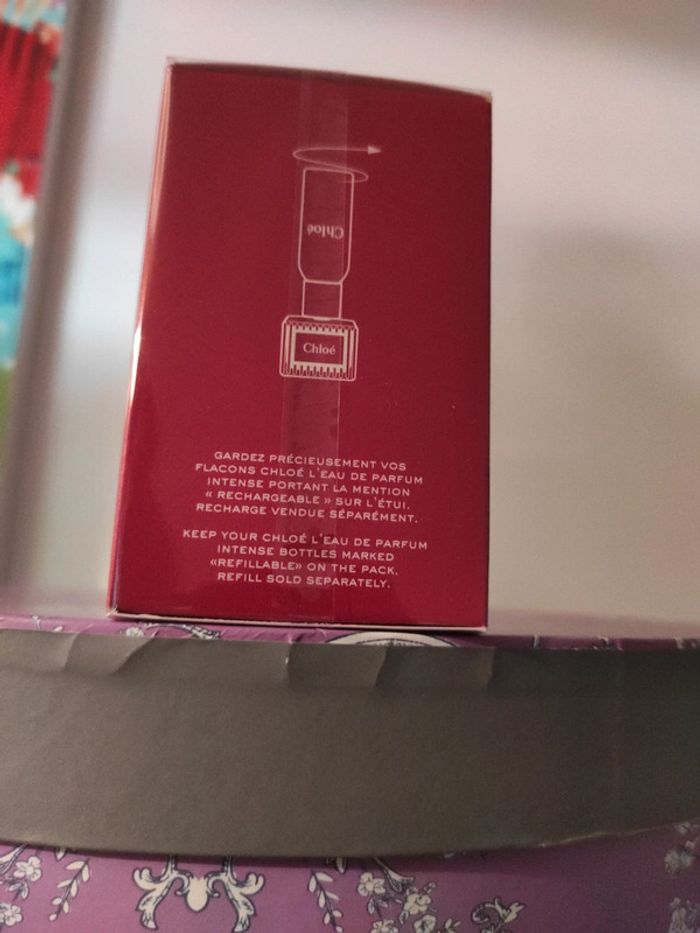 Chloé
Chloé
GARDEZ PRÉCIEUSEMENT VOS
FLACONS CHLOÉ L'EAU DE PARFUM
INTENSE PORTANT LA MENTION
« RECHARGEABLE » SUR L'ÉTUI.
RECHARGE VENDUE SÉPARÉMENT.
KEEP YOUR CHLOÉ L'EAU DE PARFUM
INTENSE BOTTLES MARKED
«REFILLABLE» ON THE PACK.
REFILL SOLD SEPARATELY.